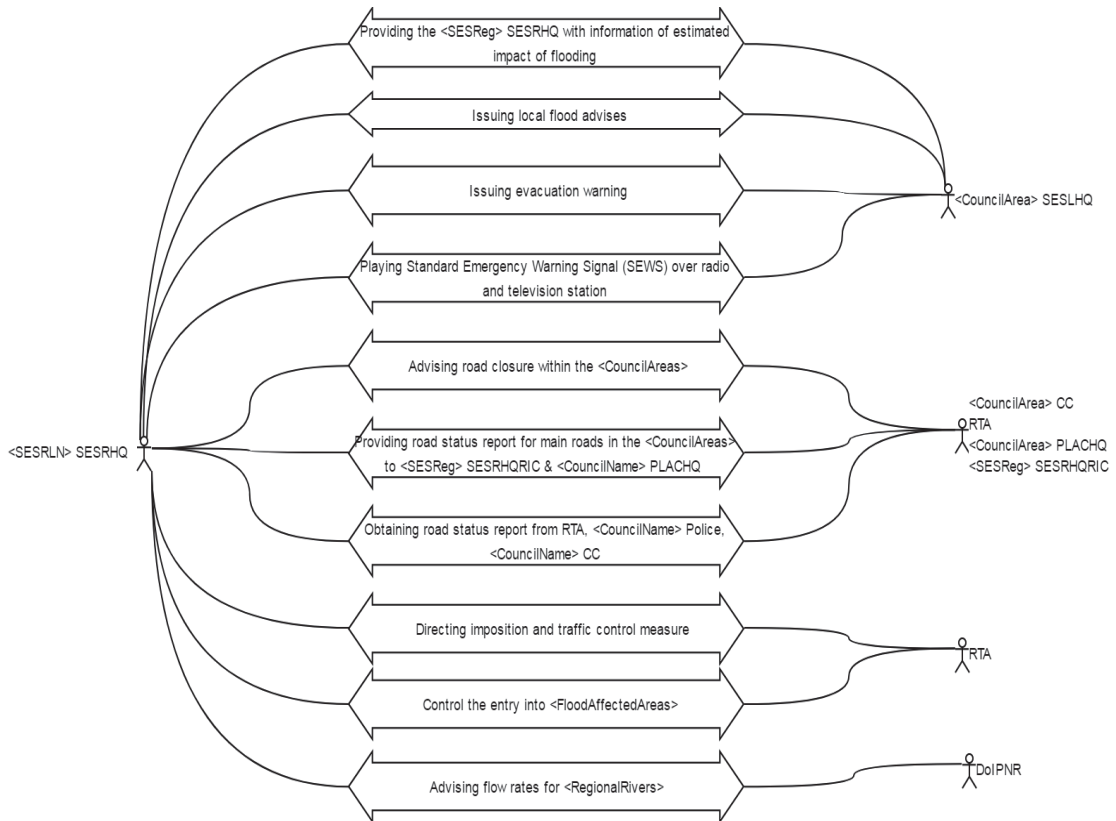 Providing the <SESReg> SESRHQ with information of estimated
impact of flooding
Issuing local flood advises
Issuing evacuation warning
<CouncilArea> SESLHQ
Playing Standard Emergency Warning Signal (SEWS) over radio
and television station
Advising road closure within the <CouncilAreas>
<CouncilArea> CC
RTA
<CouncilArea> PLACHQ
<SESReg> SESRHQRIC
<SESRLN> SESRHQ
Providing road status report for main roads in the <CouncilAreas>
to <SESReg> SESRHQRIC & <CouncilName> PLACHQ
Obtaining road status report from RTA, <CouncilName> Police,
<CouncilName> CC
Directing imposition and traffic control measure
RTA
Control the entry into <FloodAffectedAreas>
DoIPNR
Advising flow rates for <RegionalRivers>